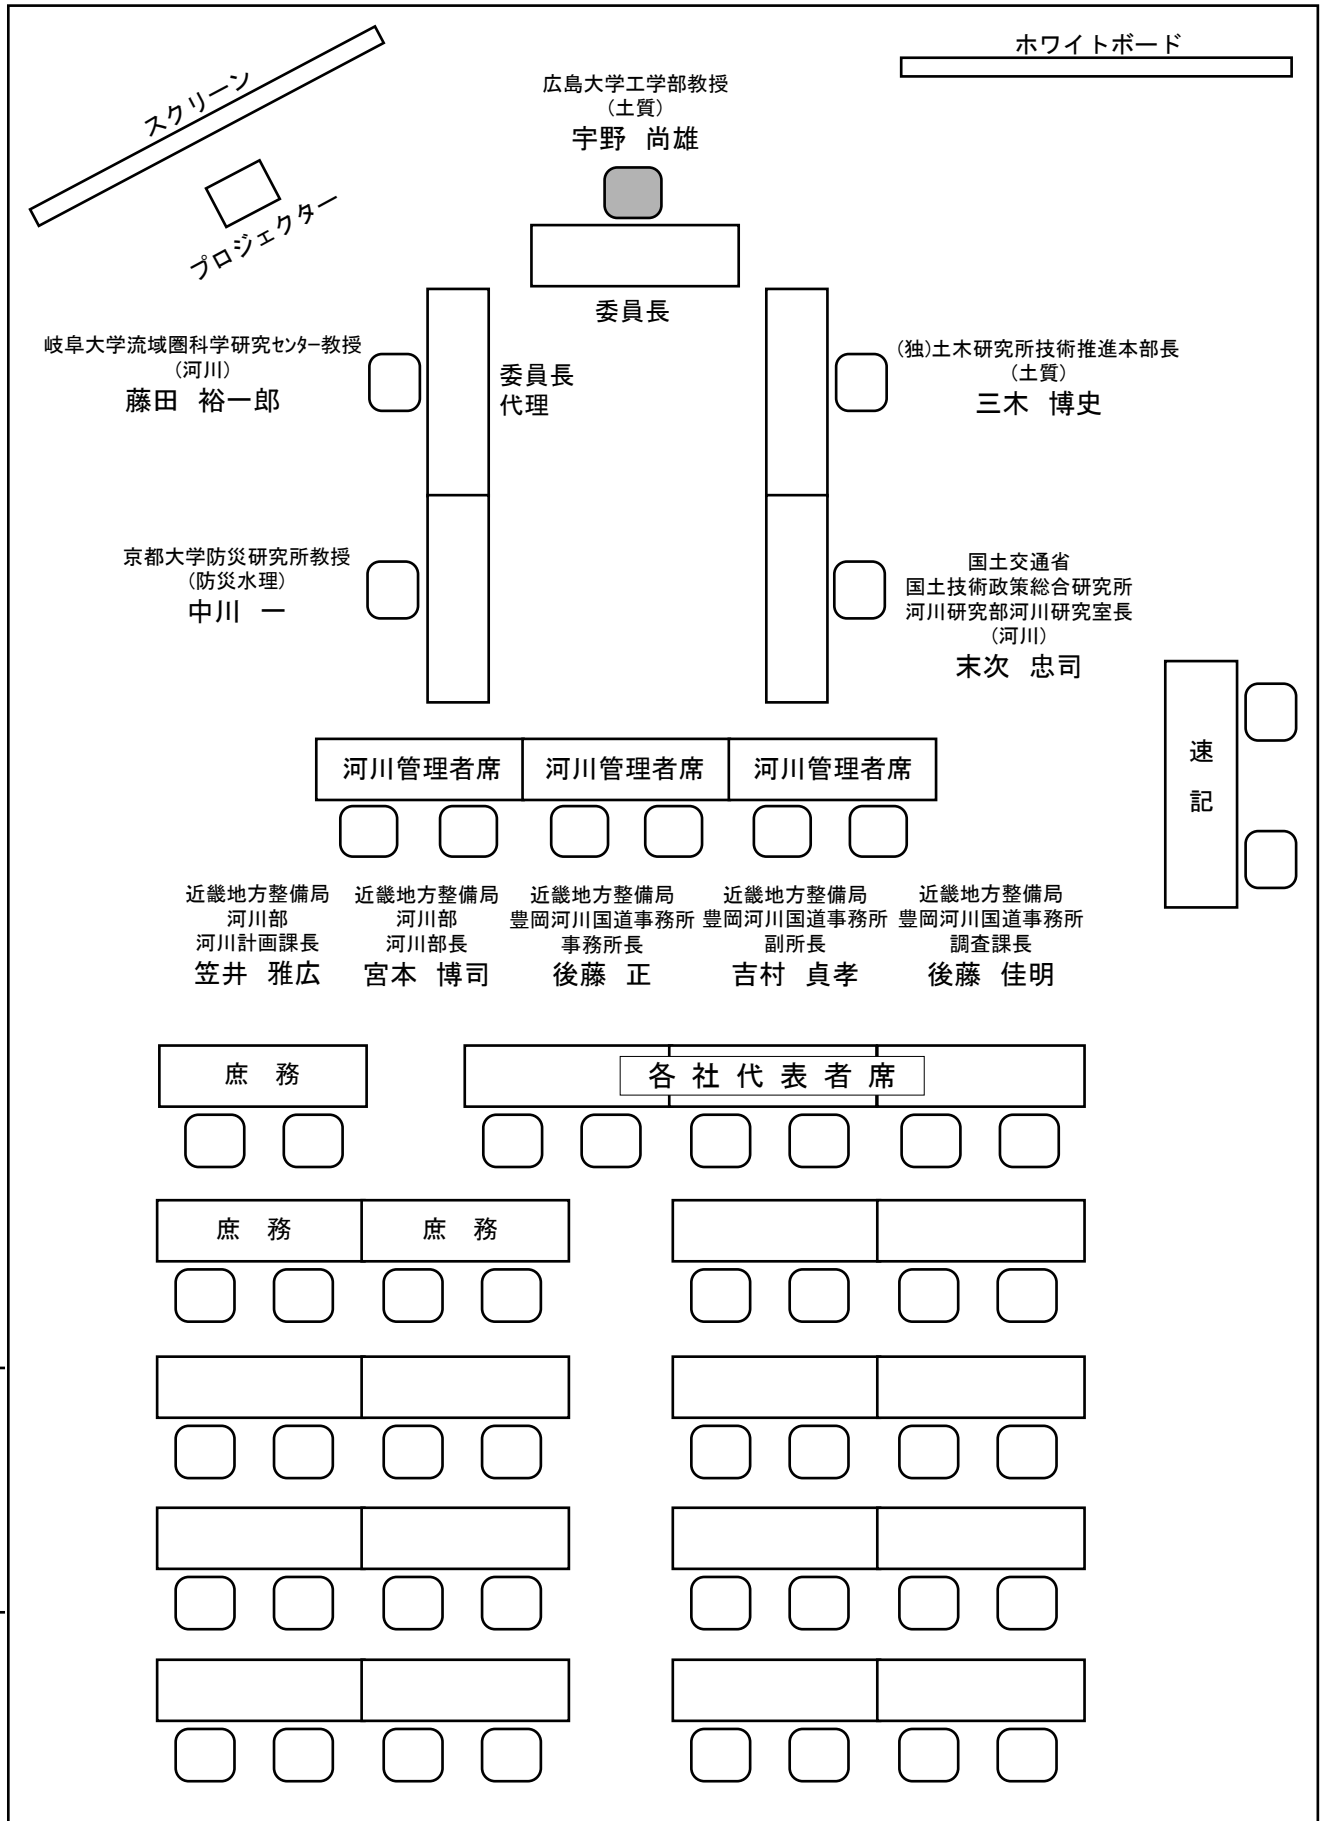 ホワイトボード
スクリーン
プロジェクター
広島大学工学部教授
(土質)
宇野 尚雄
委員長
岐阜大学流域圏科学研究センター教授
(河川)
藤田 裕一郎
委員長
代理
(独)土木研究所技術推進本部長
(土質)
三木 博史
京都大学防災研究所教授
(防災水理)
中川 一
国土交通省
国土技術政策総合研究所
河川研究部河川研究室長
(河川)
末次 忠司
速
記
河川管理者席 河川管理者席 河川管理者席
近畿地方整備局
河川部
河川計画課長
笠井 雅広
近畿地方整備局
河川部
河川部長
宮本 博司
近畿地方整備局
豊岡河川国道事務所
事務所長
後藤 正
近畿地方整備局
豊岡河川国道事務所
副所長
吉村 貞孝
近畿地方整備局
豊岡河川国道事務所
調査課長
後藤 佳明
庶 務
各 社 代 表 者 席
庶 務 庶 務